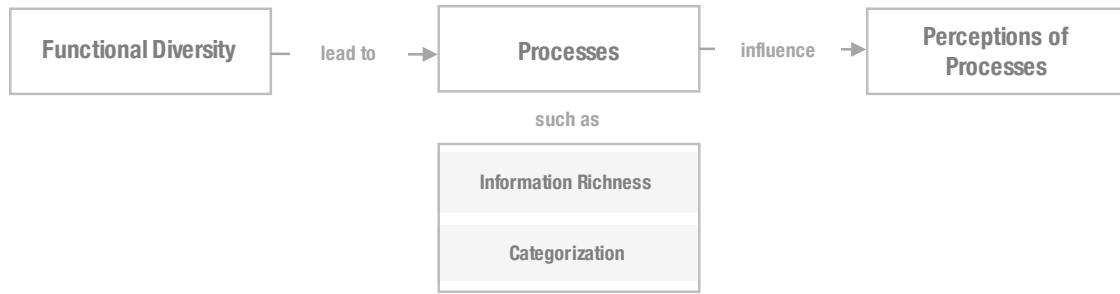 Functional Diversity
lead to
Processes
influence
Perceptions of
Processes
such as
Information Richness
Categorization